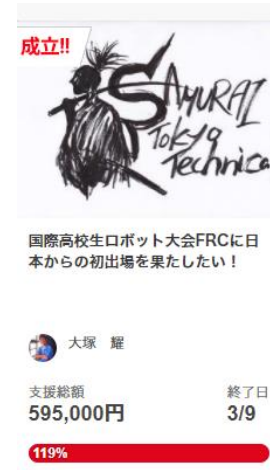 成立!!
SAMURAI
Tokyo
Technica
国際高校生ロボット大会FRCに日
本からの初出場を果たしたい！
大塚 耀
支援総額
終了日
595,000円
3/9
119%